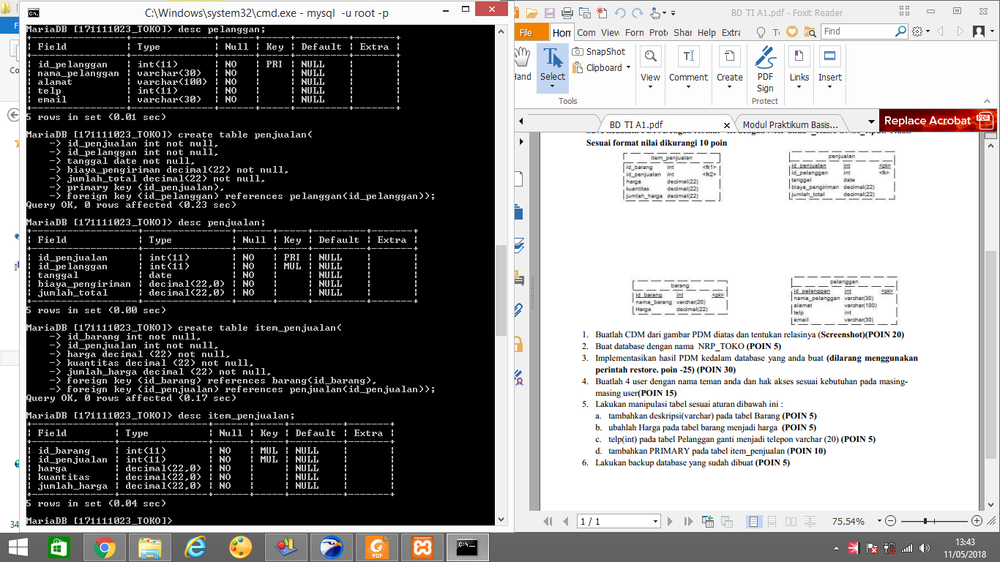 C:\Windows\system32\cmd.exe - mysql -u root -p
MariaDB [171111023_TOKO]> desc pelanggan;
| Field | Type | Null | Key | Default | Extra |
| id_pelanggan | int(11) | NO | PRI | NULL | |
| nama_pelanggan | varchar(30) | NO | | NULL | |
| alamat | varchar(100) | NO | | NULL | |
| telp | int(11) | NO | | NULL | |
| email | varchar(30) | NO | | NULL | |
5 rows in set (0.01 sec)
MariaDB [171111023_TOKO]> create table penjualan(
-> id_penjualan int not null,
-> id_pelanggan int not null,
-> tanggal date not null,
-> biaya_pengiriman decimal(22) not null,
-> jumlah_total decimal(22) not null,
-> primary key (id_penjualan),
-> foreign key (id_pelanggan) references pelanggan(id_pelanggan));
Query OK, 0 rows affected (0.23 sec)
MariaDB [171111023_TOKO]> desc penjualan;
| Field | Type | Null | Key | Default | Extra |
| id_penjualan | int(11) | NO | PRI | NULL | |
| id_pelanggan | int(11) | NO | MUL | NULL | |
| tanggal | date | NO | | NULL | |
| biaya_pengiriman | decimal(22,0) | NO | | NULL | |
| jumlah_total | decimal(22,0) | NO | | NULL | |
5 rows in set (0.00 sec)
MariaDB [171111023_TOKO]> create table item_penjualan(
-> id_barang int not null,
-> id_penjualan int not null,
-> harga decimal (22) not null,
-> kuantitas decimal (22) not null,
-> jumlah_harga decimal (22) not null,
-> foreign key (id_barang) references barang(id_barang),
-> foreign key (id_penjualan) references penjualan(id_penjualan));
Query OK, 0 rows affected (0.17 sec)
MariaDB [171111023_TOKO]> desc item_penjualan;
| Field | Type | Null | Key | Default | Extra |
| id_barang | int(11) | NO | MUL | NULL | |
| id_penjualan | int(11) | NO | MUL | NULL | |
| harga | decimal(22,0) | NO | | NULL | |
| kuantitas | decimal(22,0) | NO | | NULL | |
| jumlah_harga | decimal(22,0) | NO | | NULL | |
5 rows in set (0.04 sec)
MariaDB [171111023_TOKO]>
BD TI A1.pdf - Foxit Reader
File Hom Com View Forn Prot Shar Help Extra Find
Hand Select SnapShot Clipboard View Comment Create PDF Sign Links Insert
Tools Protect
BD TI A1.pdf Modul Praktikum Basis... Replace Acrobat
Sesuai format nilai dikurangi 10 poin
item_penjualan
id_barang int <fk1>
id_penjualan int <fk2>
harga decimal(22)
kuantitas decimal(22)
jumlah_harga decimal(22)
penjualan
id_penjualan int <pk>
id_pelanggan int <fk>
tanggal date
biaya_pengiriman decimal(22)
jumlah_total decimal(22)
barang
id_barang int <pk>
nama_barang varchar(20)
Harga decimal(22)
pelanggan
id_pelanggan int <pk>
nama_pelanggan varchar(30)
alamat varchar(100)
telp int
email varchar(30)
1. Buatlah CDM dari gambar PDM diatas dan tentukan relasinya (Screenshot)(POIN 20)
2. Buat database dengan nama NRP_TOKO (POIN 5)
3. Implementasikan hasil PDM kedalam database yang anda buat (dilarang menggunakan
perintah restore. poin -25) (POIN 30)
4. Buatlah 4 user dengan nama teman anda dan hak akses sesuai kebutuhan pada masing-
masing user(POIN 15)
5. Lakukan manipulasi tabel sesuai aturan dibawah ini :
a. tambahkan deskripsi(varchar) pada tabel Barang (POIN 5)
b. ubahlah Harga pada tabel barang menjadi harga (POIN 5)
c. telp(int) pada tabel Pelanggan ganti menjadi telepon varchar (20) (POIN 5)
d. tambahkan PRIMARY pada tabel item_penjualan (POIN 10)
6. Lakukan backup database yang sudah dibuat (POIN 5)
1 / 1 75.54%
34
13:43
11/05/2018